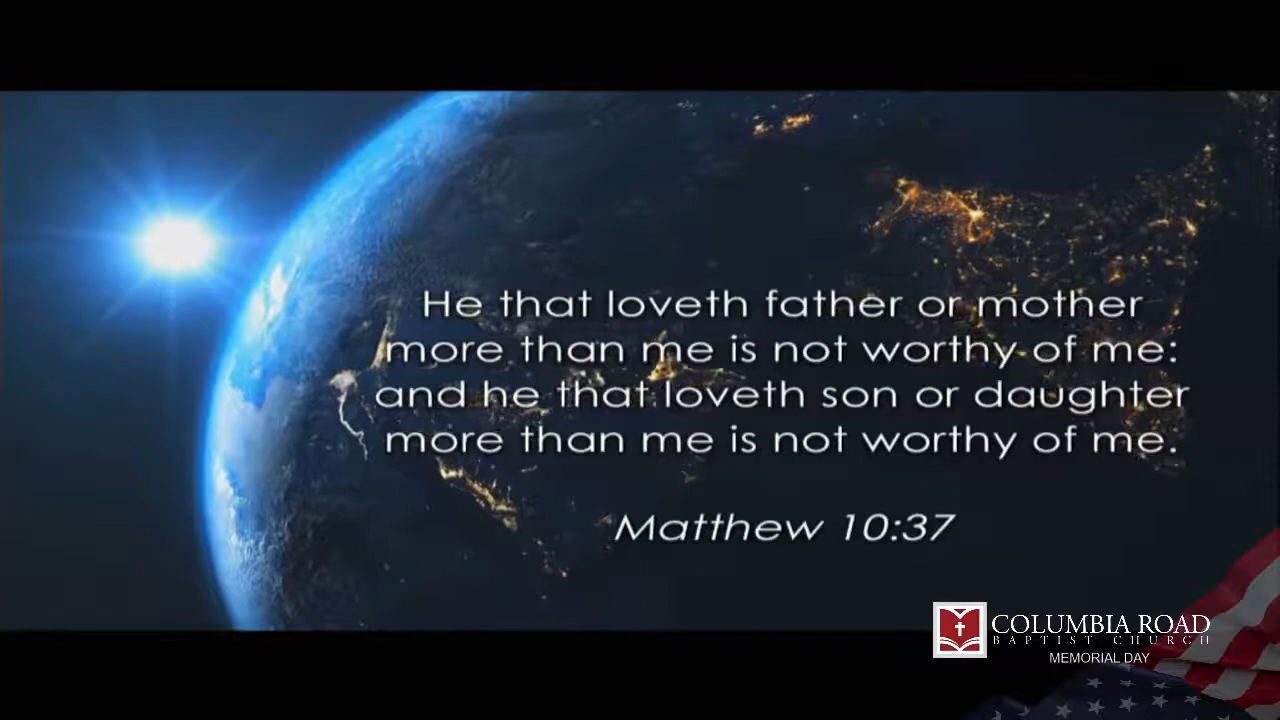 He that loveth father or mother
more than me is not worthy of me:
and he that loveth son or daughter
more than me is not worthy of me.
Matthew 10:37
COLUMBIA ROAD
BAPTIST CHURCH
MEMORIAL DAY